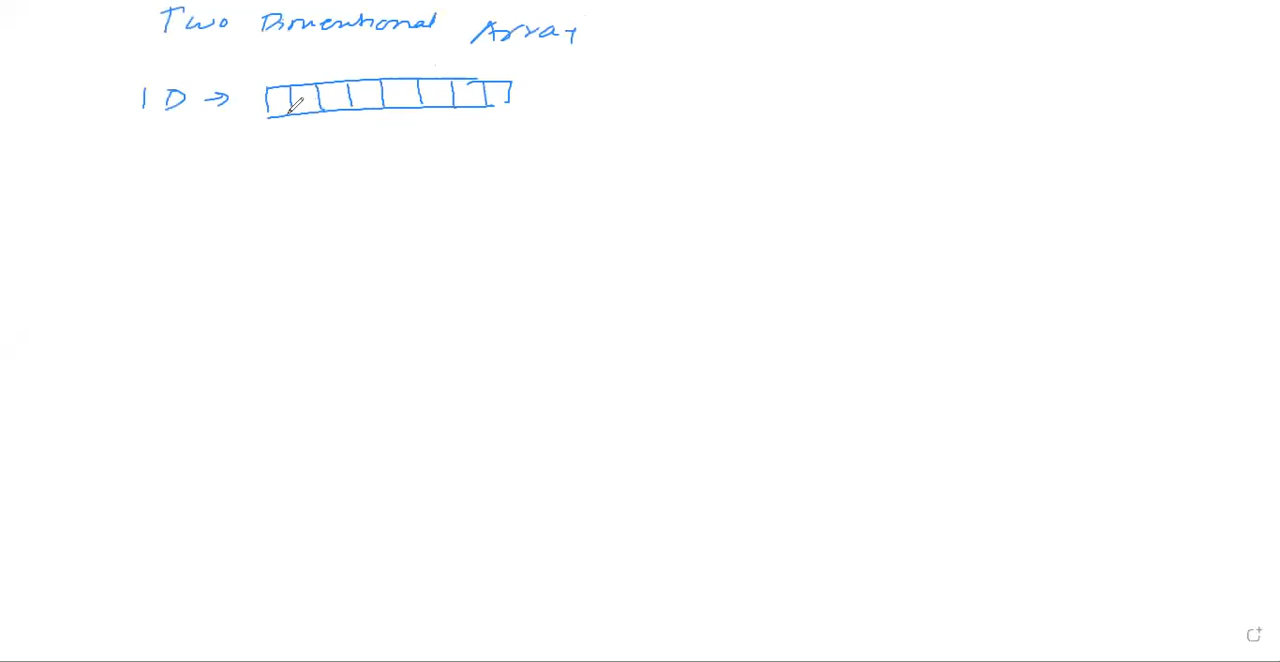 Two Dimentional Array
1D →